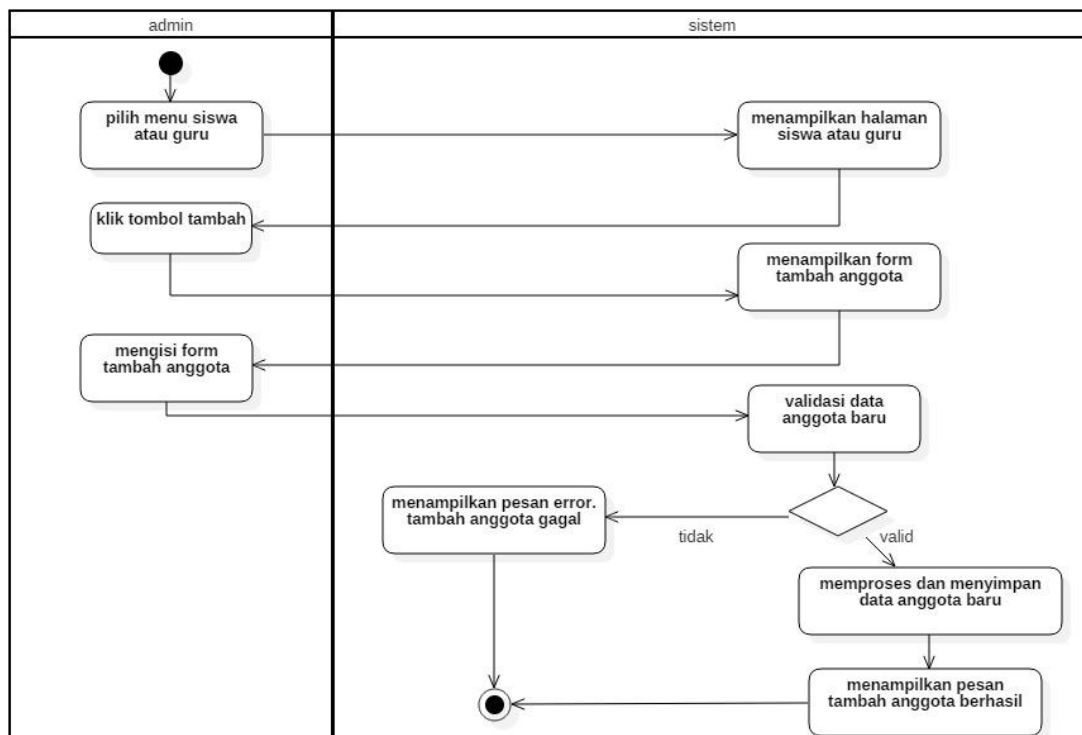 admin
sistem
pilih menu siswa
atau guru
menampilkan halaman
siswa atau guru
klik tombol tambah
menampilkan form
tambah anggota
mengisi form
tambah anggota
validasi data
anggota baru
menampilkan pesan error.
tambah anggota gagal
tidak
valid
memproses dan menyimpan
data anggota baru
menampilkan pesan
tambah anggota berhasil